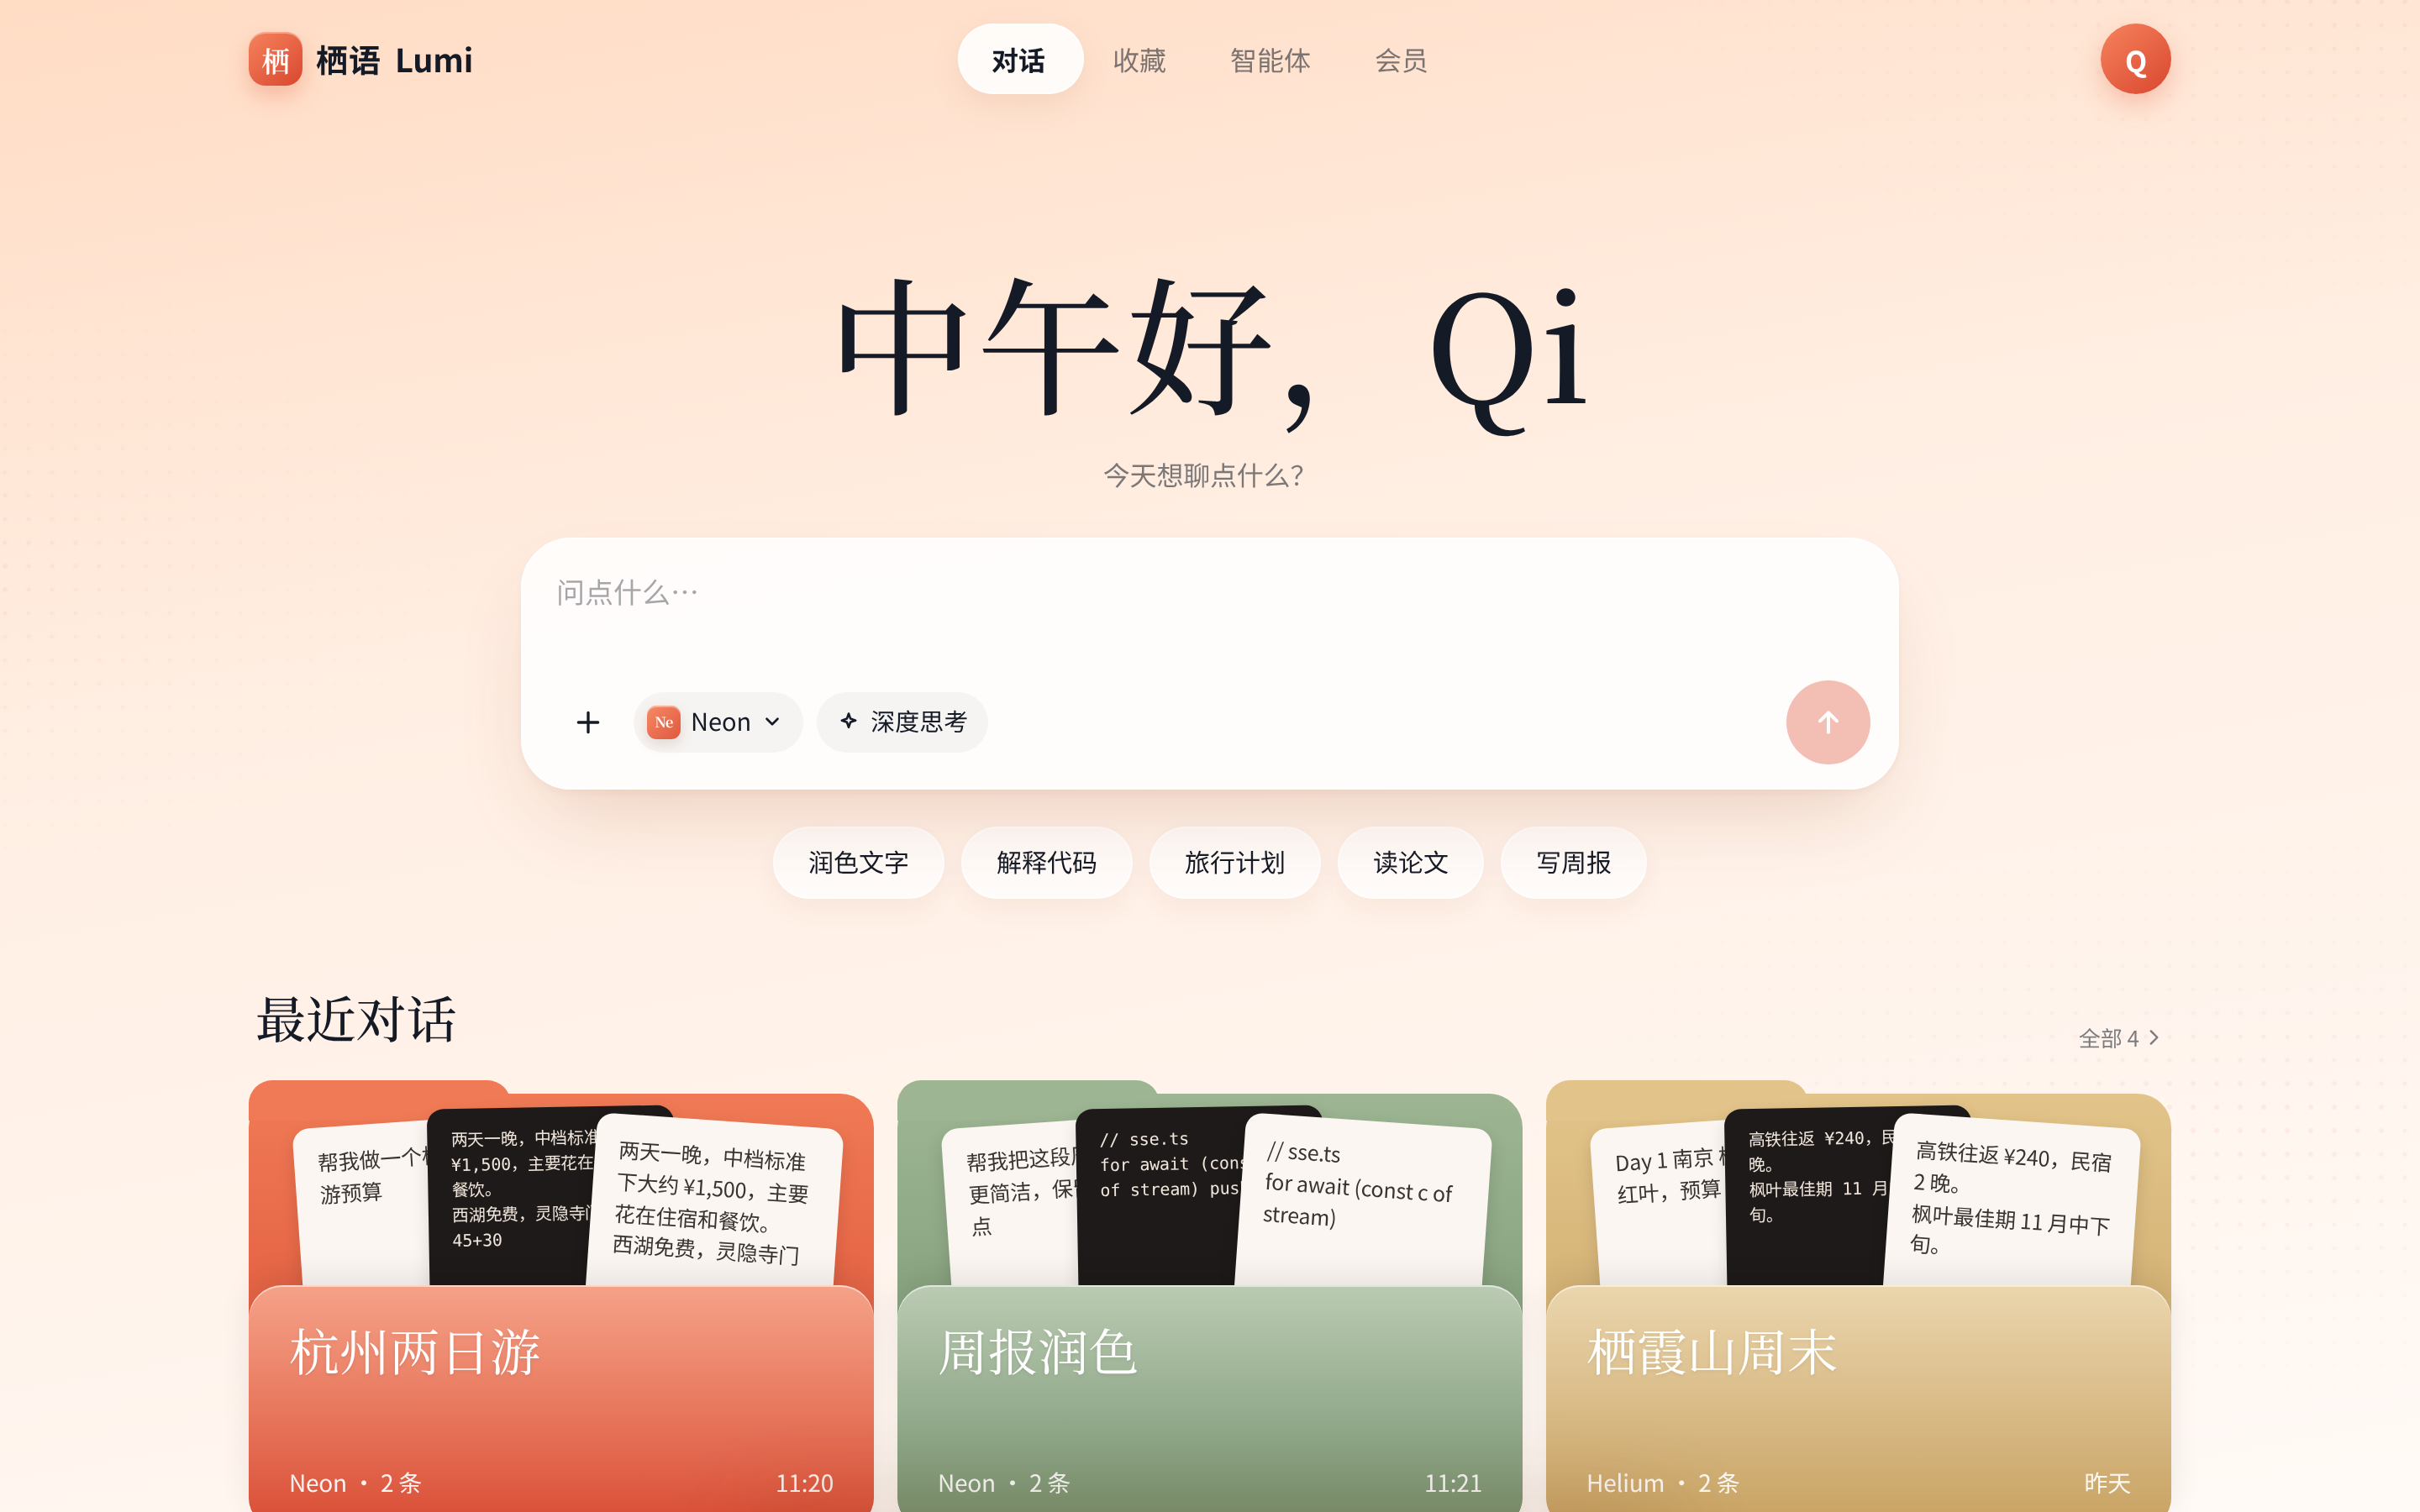 栖 栖语 Lumi
对话 收藏 智能体 会员
Q
中午好，Qi
今天想聊点什么？
问点什么…
Ne Neon 深度思考
润色文字 解释代码 旅行计划 读论文 写周报
最近对话
全部 4
帮我做一个
游预算
两天一晚，中档标准
¥1,500，主要花在
餐饮。
西湖免费，灵隐寺
45+30
两天一晚，中档标准
下大约 ¥1,500，主要
花在住宿和餐饮。
西湖免费，灵隐寺门
杭州两日游
Neon · 2 条 11:20
帮我把这段
更简洁，保
点
// sse.ts
for await (cons
of stream) pus
// sse.ts
for await (const c of
stream)
周报润色
Neon · 2 条 11:21
Day 1 南京
红叶，预算
高铁往返 ¥240，民
晚。
枫叶最佳期 11 月
旬。
高铁往返 ¥240，民宿
2 晚。
枫叶最佳期 11 月中下
旬。
栖霞山周末
Helium · 2 条 昨天